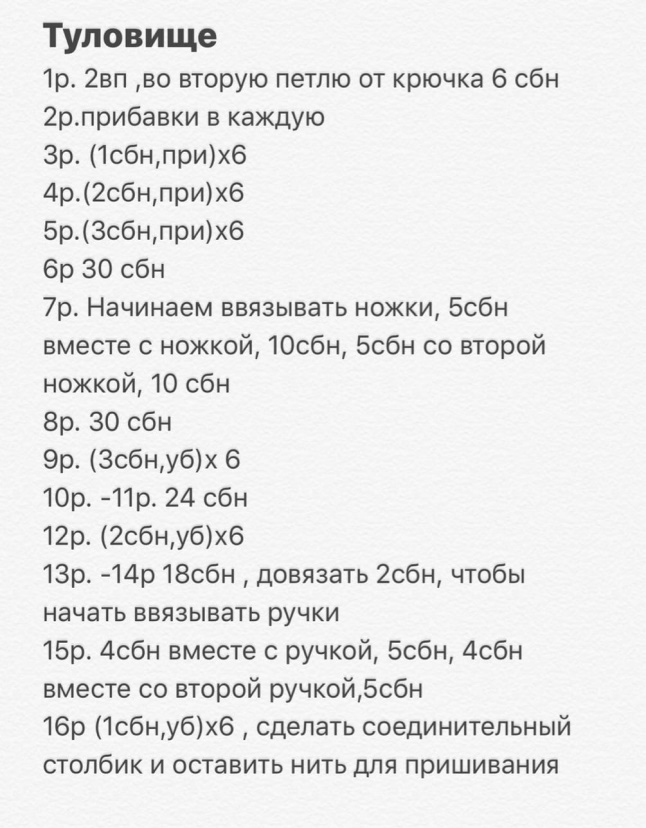 Туловище
1р. 2вп ,во вторую петлю от крючка 6 сбн
2р.прибавки в каждую
3р. (1сбн,при)х6
4р.(2сбн,при)х6
5р.(3сбн,при)х6
6р 30 сбн
7р. Начинаем ввязывать ножки, 5сбн
вместе с ножкой, 10сбн, 5сбн со второй
ножкой, 10 сбн
8р. 30 сбн
9р. (3сбн,уб)х 6
10р. -11р. 24 сбн
12р. (2сбн,уб)х6
13р. -14р 18сбн , довязать 2сбн, чтобы
начать ввязывать ручки
15р. 4сбн вместе с ручкой, 5сбн, 4сбн
вместе со второй ручкой,5сбн
16р (1сбн,уб)х6 , сделать соединительный
столбик и оставить нить для пришивания